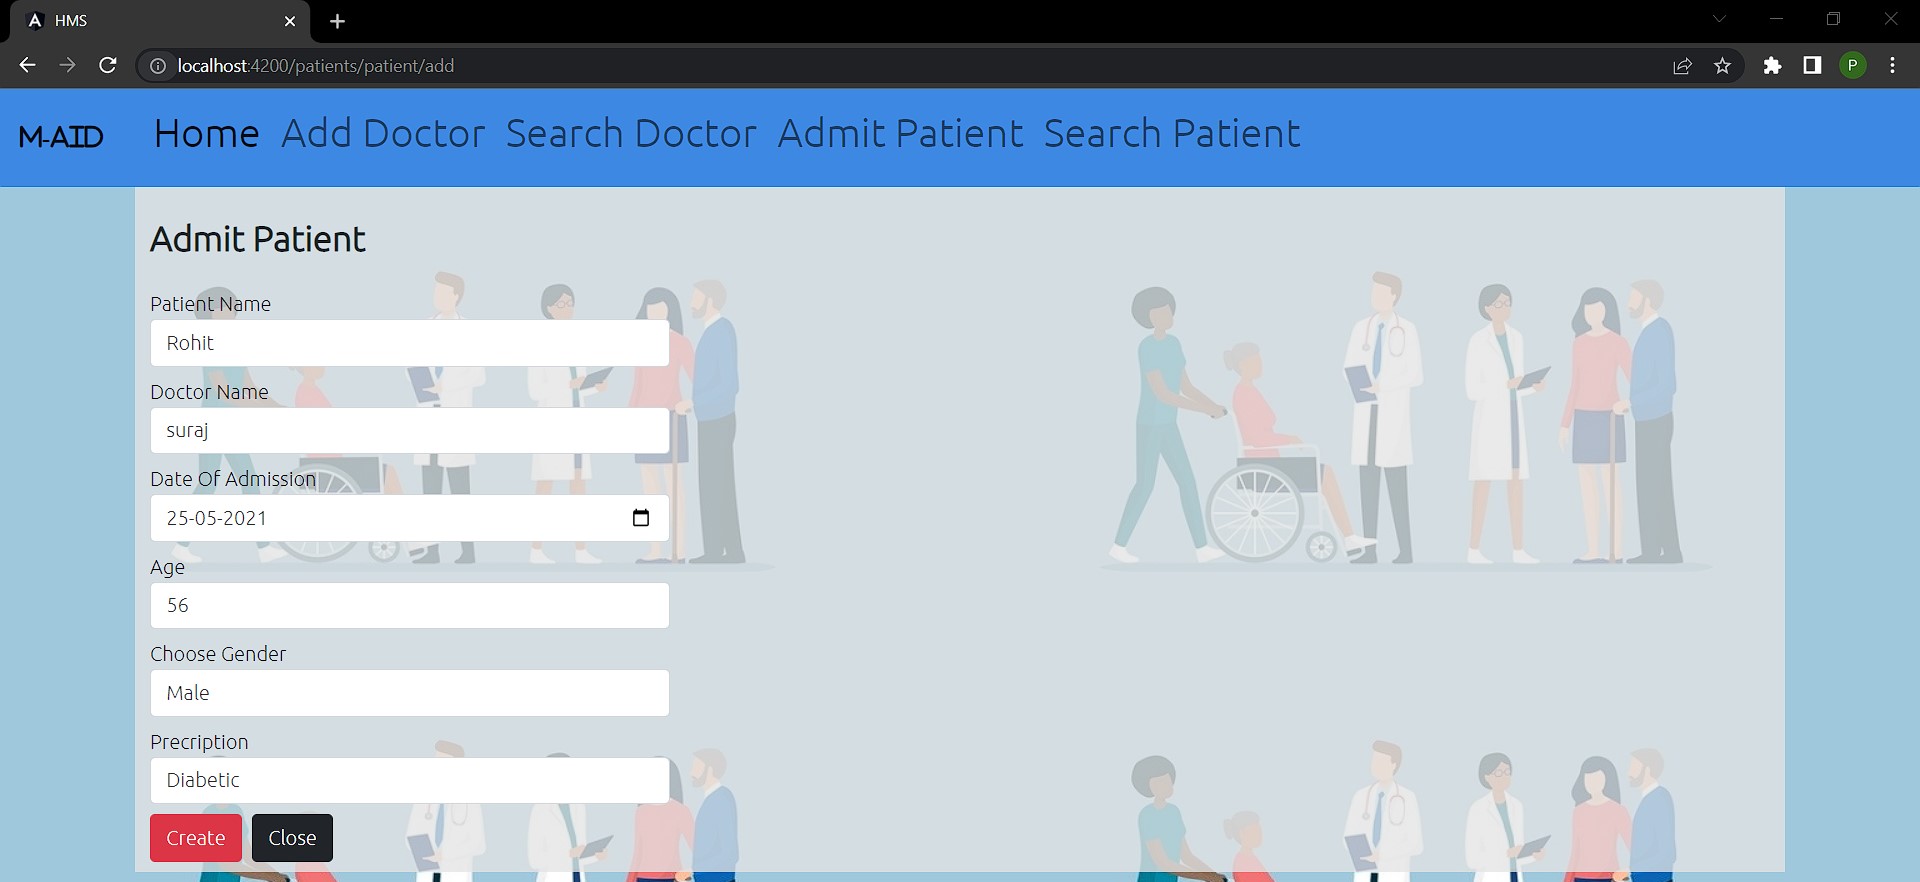 HMS
localhost:4200/patients/patient/add
P
M-AID Home Add Doctor Search Doctor Admit Patient Search Patient
Admit Patient
Patient Name
Rohit
Doctor Name
suraj
Date Of Admission
25-05-2021
Age
56
Choose Gender
Male
Precription
Diabetic
Create Close